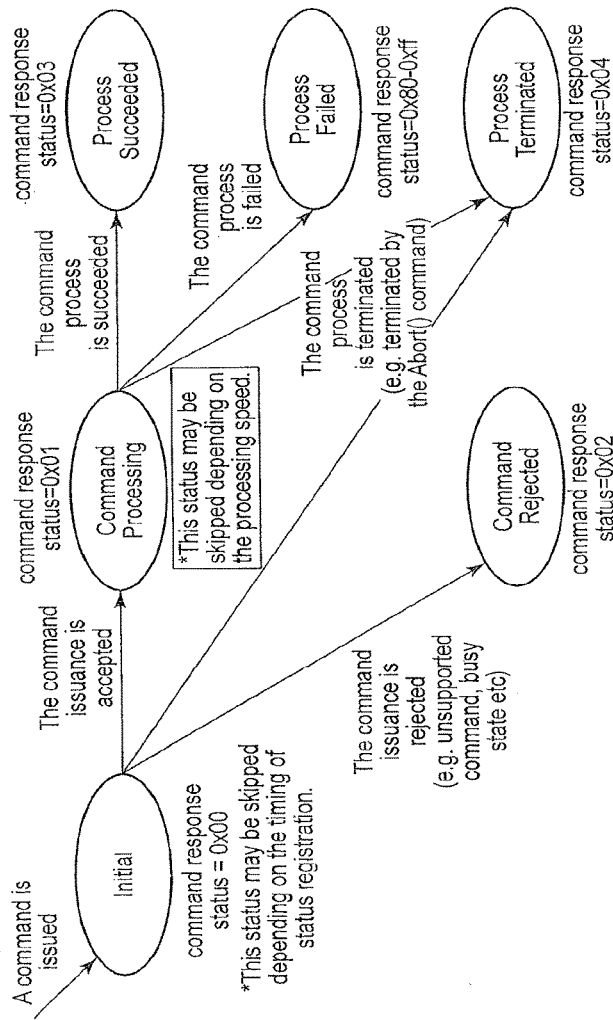 A command is
issued
Initial
command response
status = 0x00
*This status may be skipped
depending on the timing of
status registration.
The command
issuance is
accepted
command response
status=0x01
Command
Processing
*This status may be
skipped depending on
the processing speed.
The command
issuance is
rejected
(e.g. unsupported
command, busy
state etc)
Command
Rejected
command response
status=0x02
The command
process
is succeeded
command response
status=0x03
Process
Succeeded
The command
process
is failed
Process
Failed
command response
status=0x80-0xff
The command
process
is terminated
(e.g. terminated by
the Abort() command)
Process
Terminated
command response
status=0x04